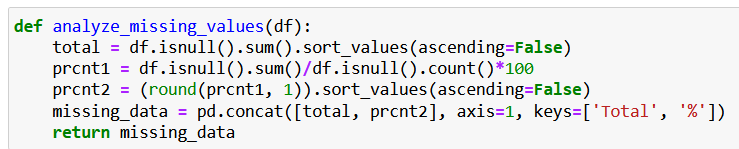 def analyze_missing_values(df):
    total = df.isnull().sum().sort_values(ascending=False)
    prcnt1 = df.isnull().sum()/df.isnull().count()*100
    prcnt2 = (round(prcnt1, 1)).sort_values(ascending=False)
    missing_data = pd.concat([total, prcnt2], axis=1, keys=['Total', '%'])
    return missing_data